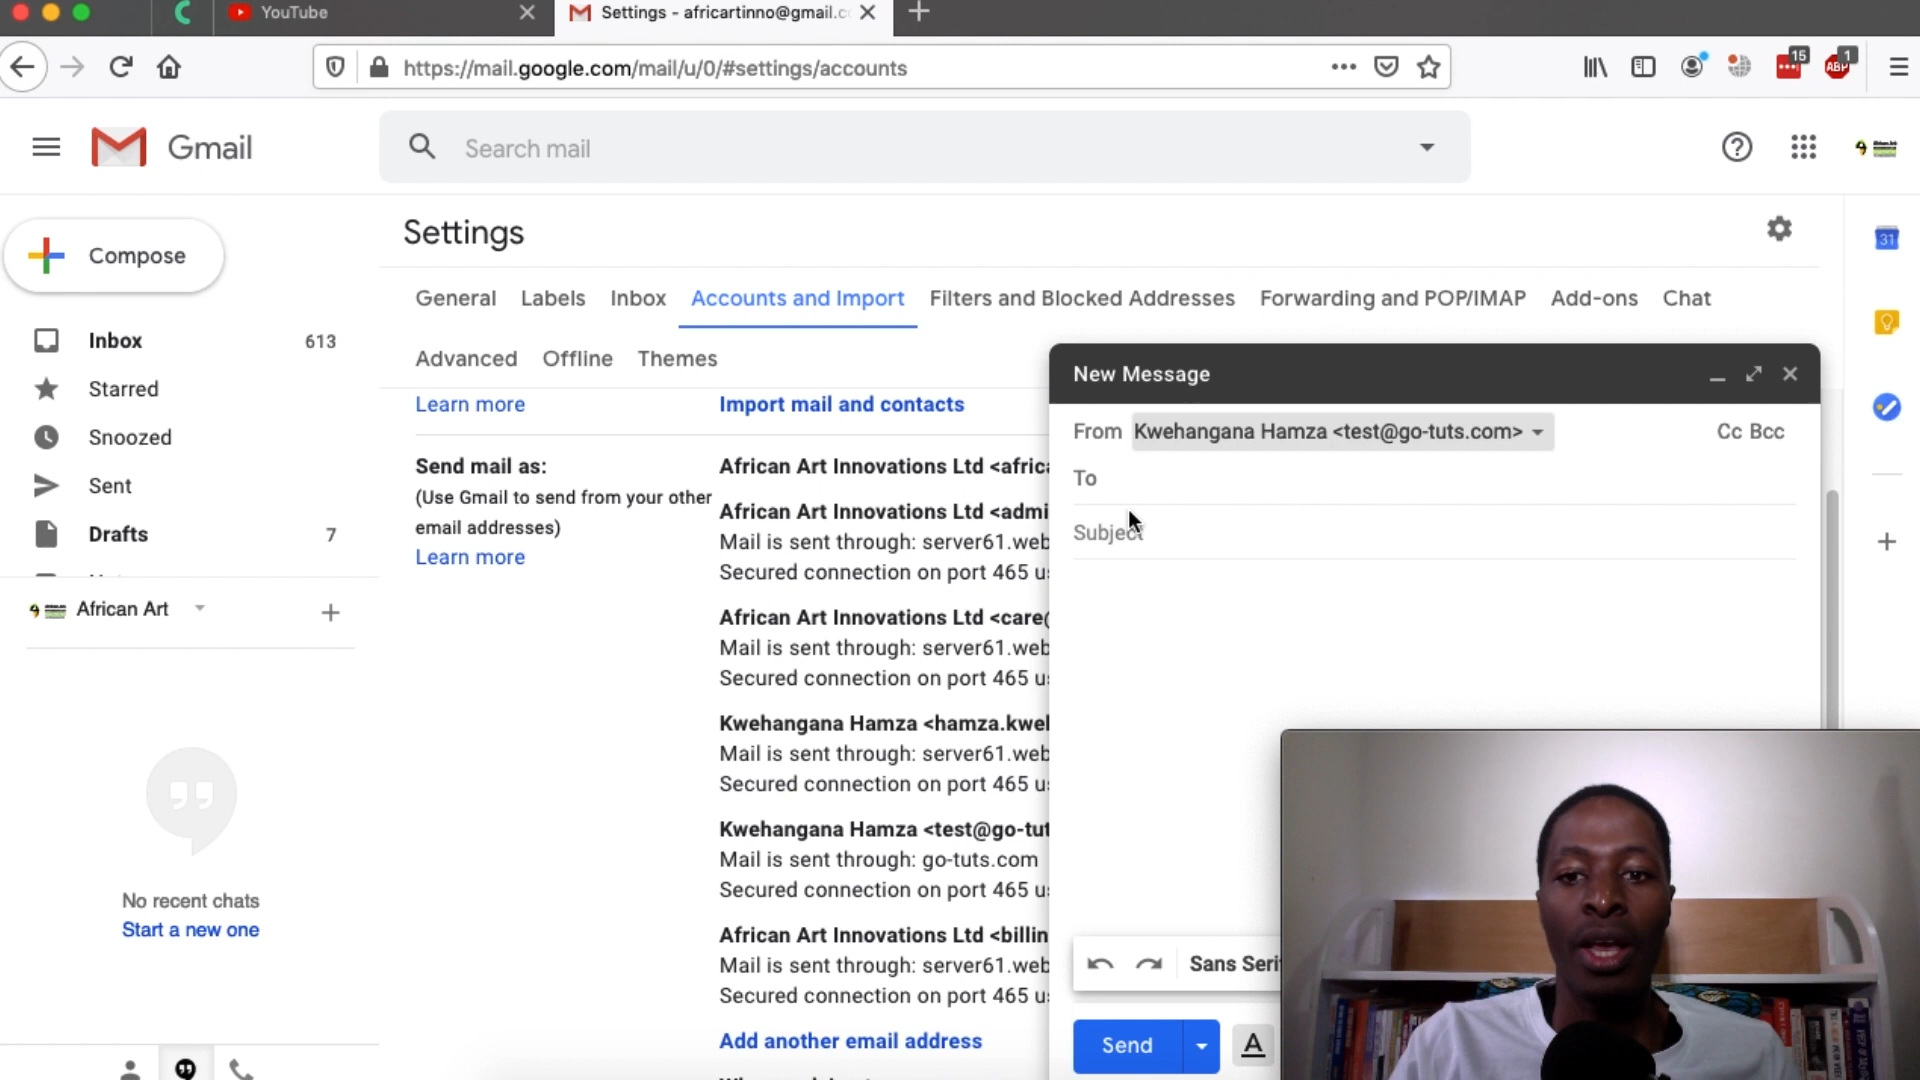 YouTube
Settings - africartinno@gmail.c
https://mail.google.com/mail/u/0/#settings/accounts
15
ABP
1
Gmail
Search mail
Compose
Settings
31
General Labels Inbox Accounts and Import Filters and Blocked Addresses Forwarding and POP/IMAP Add-ons Chat
Advanced Offline Themes
Inbox 613
Starred
Snoozed
Sent
Drafts 7
African Art
No recent chats
Start a new one
Learn more
Import mail and contacts
Send mail as:
(Use Gmail to send from your other
email addresses)
Learn more
African Art Innovations Ltd <africa
African Art Innovations Ltd <admi
Mail is sent through: server61.web
Secured connection on port 465 u
African Art Innovations Ltd <care
Mail is sent through: server61.web
Secured connection on port 465 u
Kwehangana Hamza <hamza.kwe
Mail is sent through: server61.web
Secured connection on port 465 u
Kwehangana Hamza <test@go-tut
Mail is sent through: go-tuts.com
Secured connection on port 465 u
African Art Innovations Ltd <billin
Mail is sent through: server61.web
Secured connection on port 465 u
Add another email address
New Message
From Kwehangana Hamza <test@go-tuts.com>
Cc Bcc
To
Subject
Sans Seri
Send
A